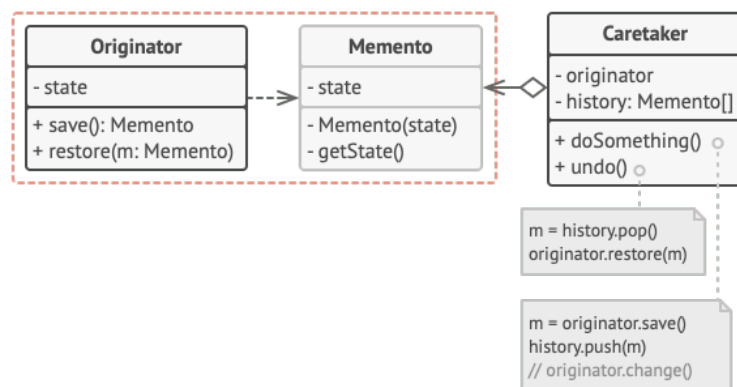 Originator
- state
+ save(): Memento
+ restore(m: Memento)
Memento
- state
- Memento(state)
- getState()
Caretaker
- originator
- history: Memento[]
+ doSomething()
+ undo()
m = history.pop()
originator.restore(m)
m = originator.save()
history.push(m)
// originator.change()